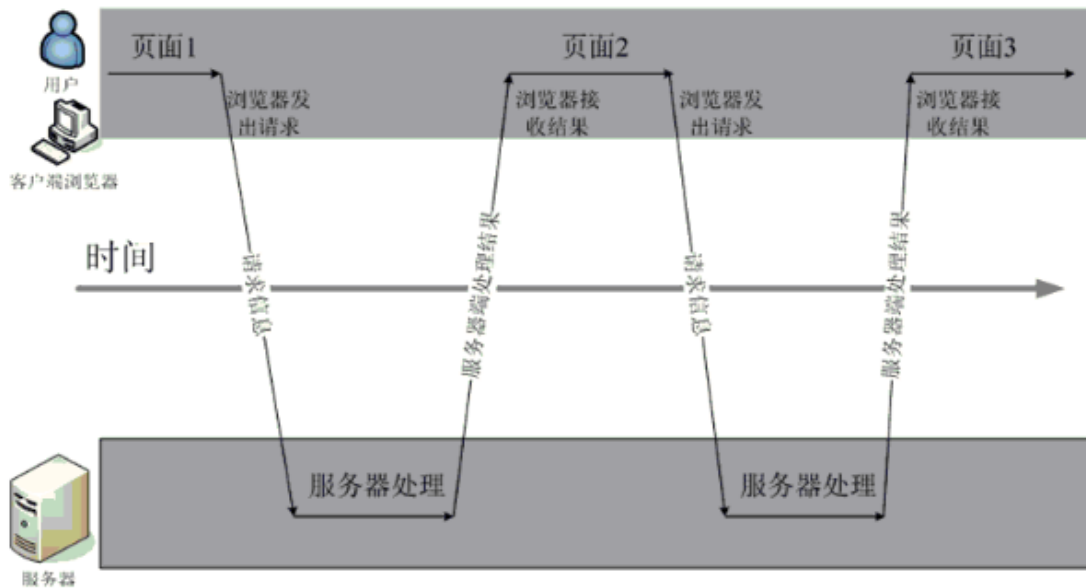 页面1
页面2
页面3
用户
浏览器发
出请求
浏览器接
收结果
浏览器发
出请求
浏览器接
收结果
客户端浏览器
时间
请求信息
服务器端处理结果
请求信息
服务器端处理结果
服务器处理
服务器处理
服务器